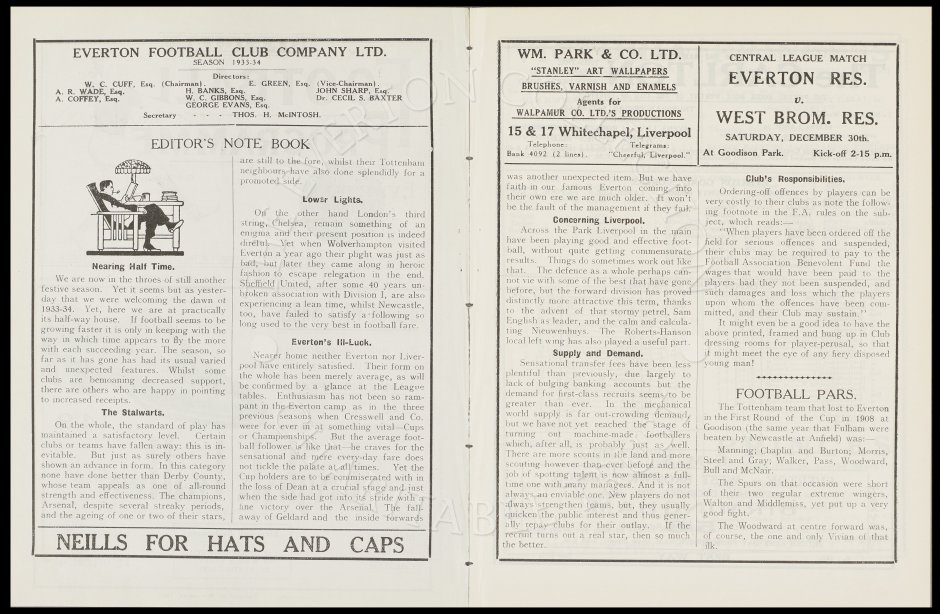 EVERTON FOOTBALL CLUB COMPANY LTD.
SEASON 1933-34
Directors:
W. C. CUFF, Esq. (Chairman). E. GREEN, Esq. (Vice-Chairman).
A. R. WADE, Esq. H. BANKS, Esq. JOHN SHARP, Esq.
A. COFFEY, Esq. W. C. GIBBONS, Esq. Dr. CECIL S. BAXTER
GEORGE EVANS, Esq.
Secretary - - - THOS. H. McINTOSH.
EDITOR'S NOTE BOOK
Nearing Half Time.
We are now in the throes of still another
festive season. Yet it seems but as yester-
day that we were welcoming the dawn of
1933-34. Yet, here we are at practically
its half-way house. If football seems to be
growing faster it is only in keeping with the
way in which time appears to fly the more
with each succeeding year. The season, so
far as it has gone has had its usual varied
and unexpected features. Whilst some
clubs are bemoaning decreased support,
there are others who are happy in pointing
to increased receipts.
The Stalwarts.
On the whole, the standard of play has
maintained a satisfactory level. Certain
clubs or teams have fallen away; this is in-
evitable. But just as surely others have
shown an advance in form. In this category
none have done better than Derby County,
whose team appeals as one of all-round
strength and effectiveness. The champions,
Arsenal, despite several streaky periods,
and the ageing of one or two of their stars,
are still to the fore, whilst their Tottenham
neighbours have also done splendidly for a
promoted side.
Lower Lights.
On the other hand London's third
string, Chelsea, remain something of an
enigma and their present position is indeed
direful. Yet when Wolverhampton visited
Everton a year ago their plight was just as
bad, but later they came along in heroic
fashion to escape relegation in the end.
Sheffield United, after some 40 years un-
broken association with Division 1, are also
experiencing a lean time, whilst Newcastle,
too, have failed to satisfy a following so
long used to the very best in football fare.
Everton's Ill-Luck.
Nearer home neither Everton nor Liver-
pool have entirely satisfied. Their form on
the whole has been merely average, as will
be confirmed by a glance at the League
tables. Enthusiasm has not been so ram-
pant in the Everton camp as in the three
previous seasons when Cresswell and Co.
were for ever in at something vital—Cups
or Championships. But the average foot-
ball follower is like that—he craves for the
sensational and mere every-day fare does
not tickle the palate at all times. Yet the
Cup holders are to be commiserated with in
the loss of Dean at a crucial stage and just
when the side had got into its stride with a
fine victory over the Arsenal. The fall-
away of Geldard and the inside forwards
NEILLS FOR HATS AND CAPS
WM. PARK & CO. LTD.
"STANLEY" ART WALLPAPERS
BRUSHES, VARNISH AND ENAMELS
Agents for
WALPAMUR CO. LTD.'S PRODUCTIONS
15 & 17 Whitechapel, Liverpool
Telephone: Telegrams:
Bank 4092 (2 lines). "Cheerful, Liverpool."
CENTRAL LEAGUE MATCH
EVERTON RES.
v.
WEST BROM. RES.
SATURDAY, DECEMBER 30th.
At Goodison Park. Kick-off 2-15 p.m.
was another unexpected item. But we have
faith in our famous Everton coming into
their own ere we are much older. It won't
be the fault of the management if they fail.
Concerning Liverpool.
Across the Park Liverpool in the main
have been playing good and effective foot-
ball, without quite getting commensurate
results. Things do sometimes work out like
that. The defence as a whole perhaps can-
not vie with some of the best that have gone
before, but the forward division has proved
distinctly more attractive this term, thanks
to the advent of that stormy petrel, Sam
English as leader, and the calm and calcula-
ting Nieuwenhuys. The Roberts-Hanson
local left wing has also played a useful part.
Supply and Demand.
Sensational transfer fees have been less
plentiful than previously, due largely to
lack of bulging banking accounts but the
demand for first-class recruits seems to be
greater than ever. In the mechanical
world supply is far out-crowding demand,
but we have not yet reached the stage of
turning out machine-made footballers
which, after all, is probably just as well.
There are more scouts in the land and more
scouting however than ever before and the
job of spotting talent is now almost a full-
time one with many managers. And it is not
always an enviable one. New players do not
always strengthen teams, but, they usually
quicken the public interest and thus gener-
ally repay clubs for their outlay. If the
recruit turns out a real star, then so much
the better.
Club's Responsibilities.
Ordering-off offences by players can be
very costly to their clubs as note the follow-
ing footnote in the F.A. rules on the sub-
ject, which reads:—
"When players have been ordered off the
field for serious offences and suspended,
their clubs may be required to pay to the
Football Association Benevolent Fund the
wages that would have been paid to the
players had they not been suspended, and
such damages and loss which the players
upon whom the offences have been com-
mitted, and their Club may sustain."
It might even be a good idea to have the
above printed, framed and hung up in Club
dressing rooms for player-perusal, so that
it might meet the eye of any fiery disposed
young man!
FOOTBALL PARS.
The Tottenham team that lost to Everton
in the First Round of the Cup in 1908 at
Goodison (the same year that Fulham were
beaten by Newcastle at Anfield) was:—
Manning; Chaplin and Burton; Morris,
Steel and Gray; Walker, Pass, Woodward,
Bull and McNair.
The Spurs on that occasion were short
of their two regular extreme wingers,
Walton and Middlemiss, yet put up a very
good fight.
The Woodward at centre forward was,
of course, the one and only Vivian of that
ilk.